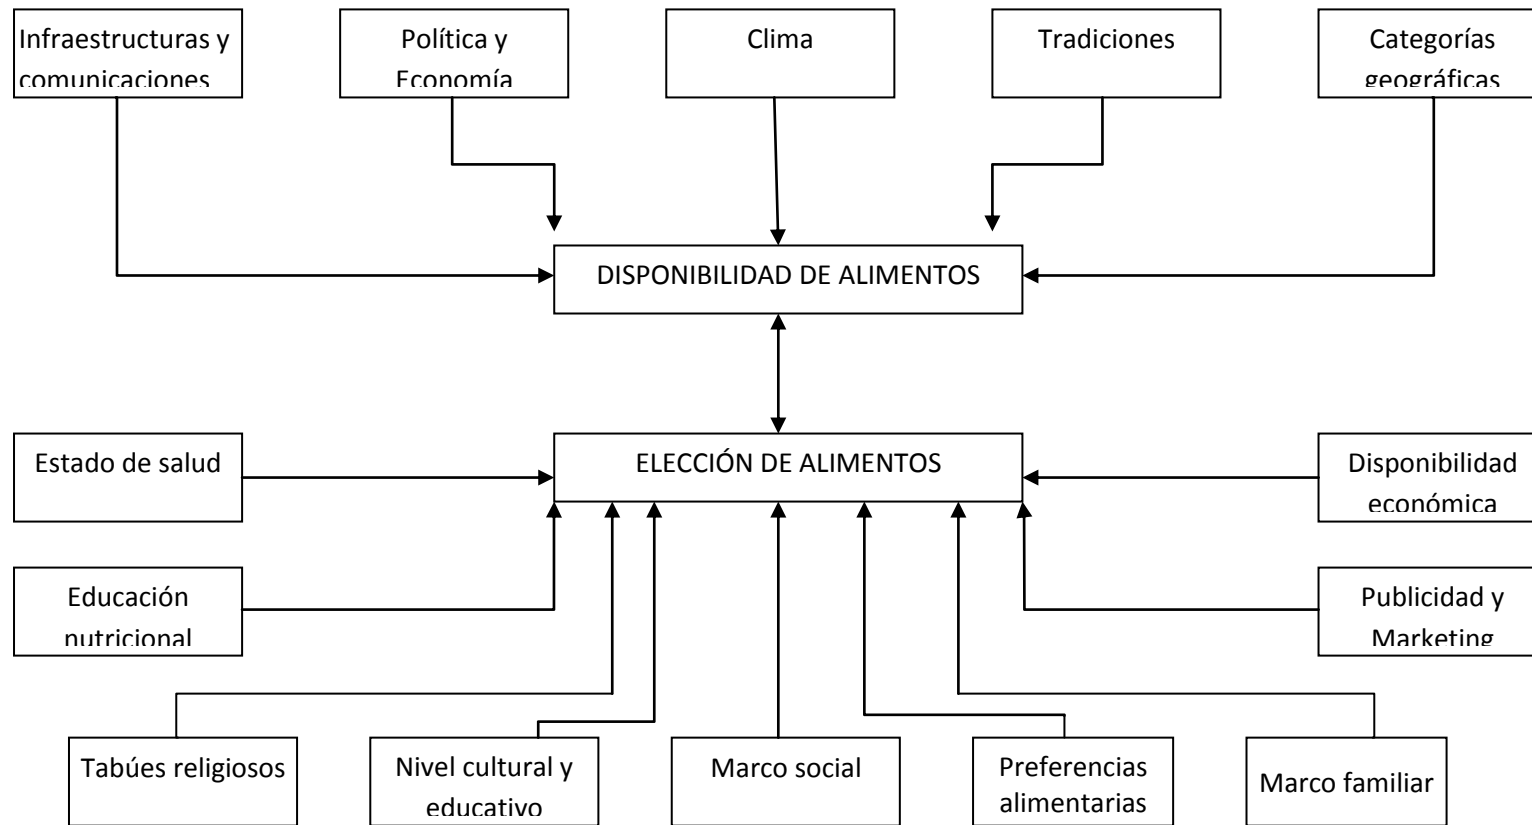 Infraestructuras y
comunicaciones
Política y
Economía
Clima
Tradiciones
Categorías
geográficas
DISPONIBILIDAD DE ALIMENTOS
Estado de salud
ELECCIÓN DE ALIMENTOS
Disponibilidad
económica
Educación
nutricional
Publicidad y
Marketing
Tabúes religiosos
Nivel cultural y
educativo
Marco social
Preferencias
alimentarias
Marco familiar